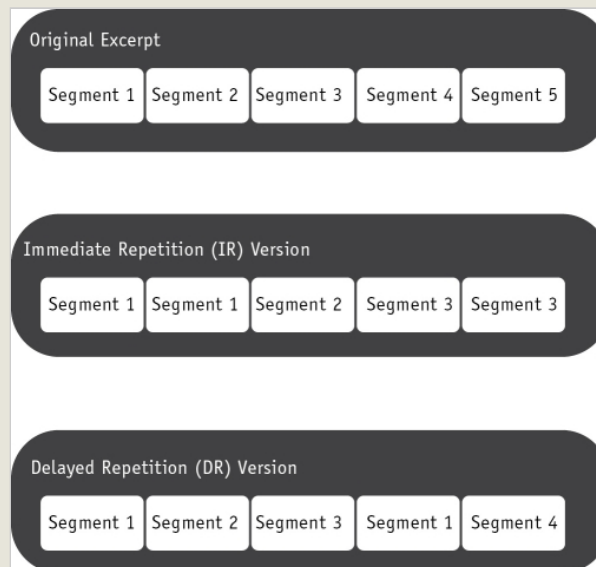 Original Excerpt
Segment 1 Segment 2 Segment 3 Segment 4 Segment 5
Immediate Repetition (IR) Version
Segment 1 Segment 1 Segment 2 Segment 3 Segment 3
Delayed Repetition (DR) Version
Segment 1 Segment 2 Segment 3 Segment 1 Segment 4